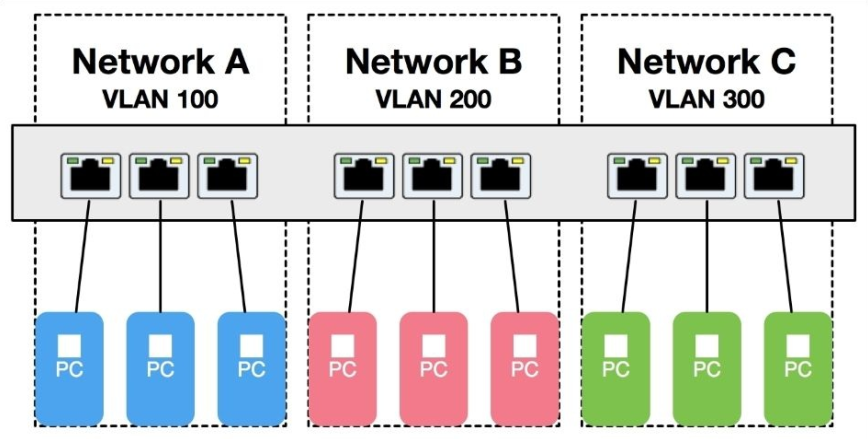 Network A
VLAN 100
Network B
VLAN 200
Network C
VLAN 300
PC
PC
PC
PC
PC
PC
PC
PC
PC